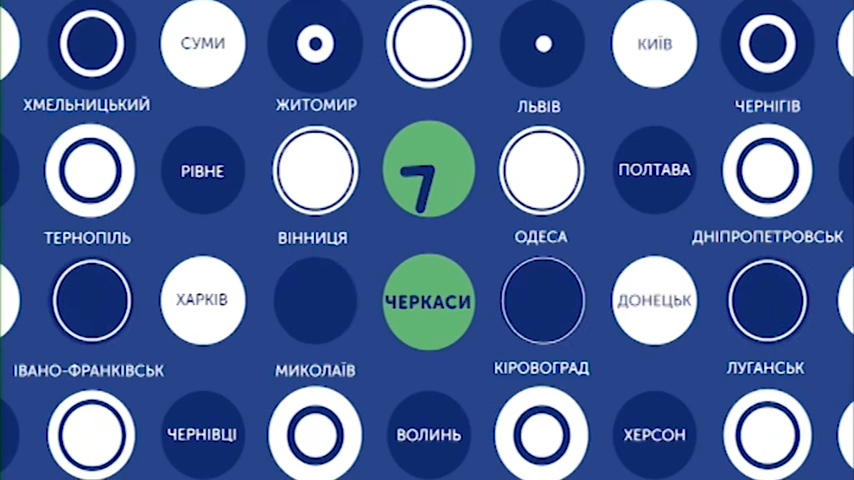 СУМИ
КИЇВ
ХМЕЛЬНИЦЬКИЙ
ЖИТОМИР
ЛЬВІВ
ЧЕРНІГІВ
РІВНЕ
7
ПОЛТАВА
ТЕРНОПІЛЬ
ВІННИЦЯ
ОДЕСА
ДНІПРОПЕТРОВСЬК
ХАРКІВ
ЧЕРКАСИ
ДОНЕЦЬК
ІВАНО-ФРАНКІВСЬК
МИКОЛАЇВ
КІРОВОГРАД
ЛУГАНСЬК
ЧЕРНІВЦІ
ВОЛИНЬ
ХЕРСОН